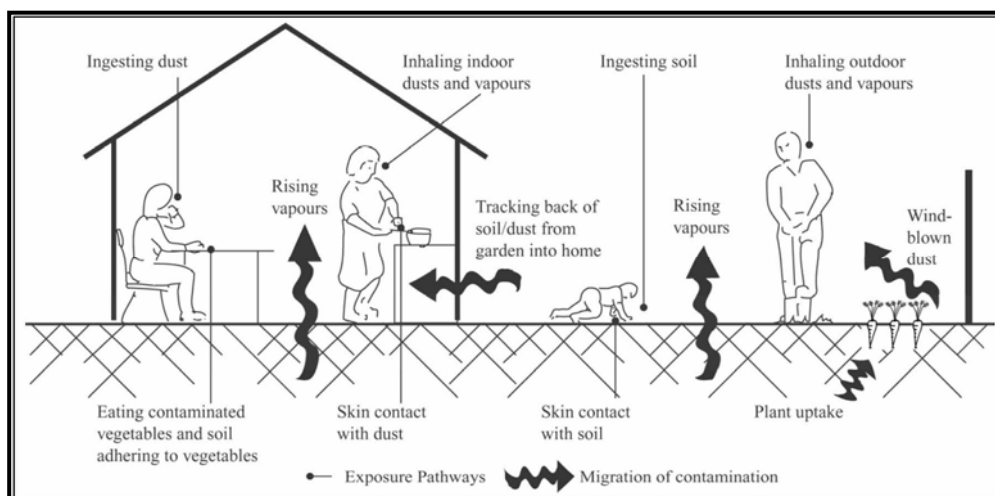 Ingesting dust
Inhaling indoor
dusts and vapours
Ingesting soil
Inhaling outdoor
dusts and vapours
Rising
vapours
Tracking back of
soil/dust from
garden into home
Rising
vapours
Wind-
blown
dust
Eating contaminated
vegetables and soil
adhering to vegetables
Skin contact
with dust
Skin contact
with soil
Plant uptake
Exposure Pathways
Migration of contamination